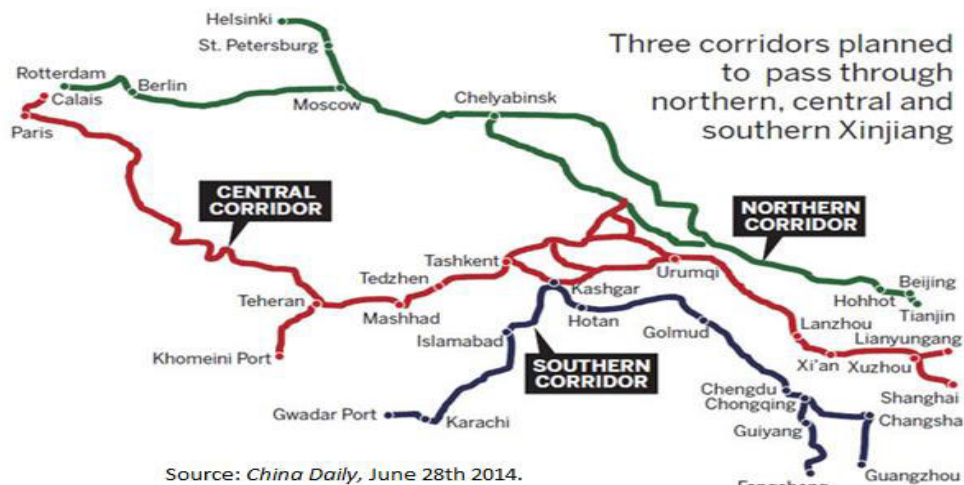 Three corridors planned
to pass through
northern, central and
southern Xinjiang
Helsinki
St. Petersburg
Rotterdam
Calais
Berlin
Moscow
Chelyabinsk
Paris
CENTRAL
CORRIDOR
NORTHERN
CORRIDOR
Tashkent
Urumqi
Tedzhen
Kashgar
Beijing
Teheran
Mashhad
Hohhot
Tianjin
Hotan
Golmud
Lanzhou
Islamabad
Lianyungang
Khomeini Port
SOUTHERN
CORRIDOR
Xi'an
Xuzhou
Chengdu
Shanghai
Chongqing
Gwadar Port
Karachi
Changsha
Guiyang
Guangzhou
Source: China Daily, June 28th 2014.